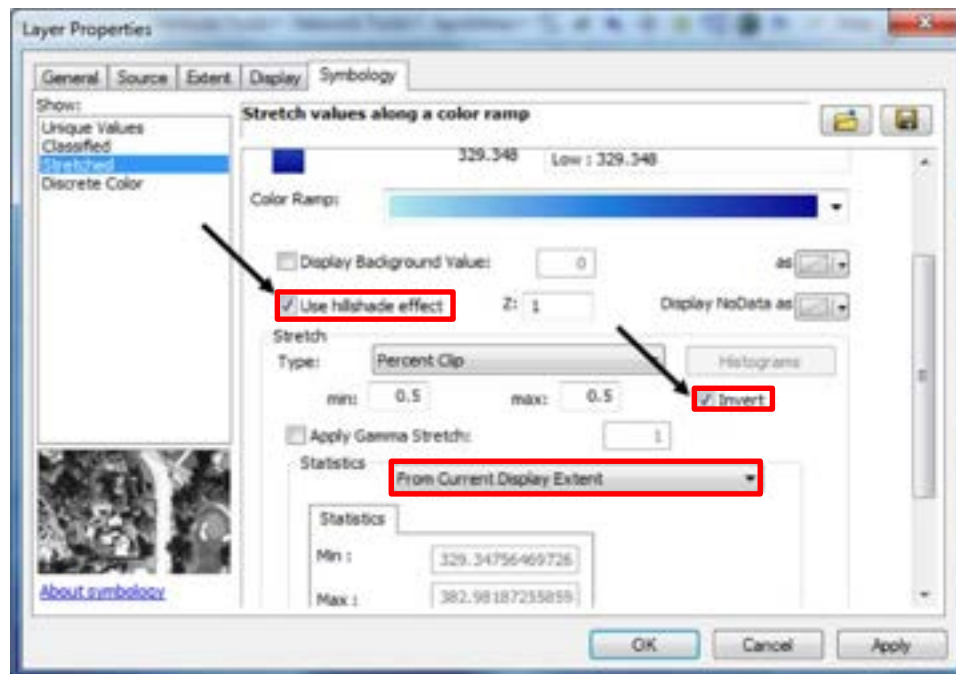 Layer Properties
General Source Extent Display Symbology
Show:
Unique Values
Classified
Stretched
Discrete Color
Stretch values along a color ramp
329.348 Low : 329.348
Color Ramp:
Display Background Value: 0 as
Use hillshade effect Z: 1 Display NoData as
Stretch
Type: Percent Clip Histograms
min: 0.5 max: 0.5 Invert
Apply Gamma Stretch: 1
Statistics
From Current Display Extent
Statistics
Min : 329.34756469726
Max : 382.98187255859
About symbology
OK Cancel Apply